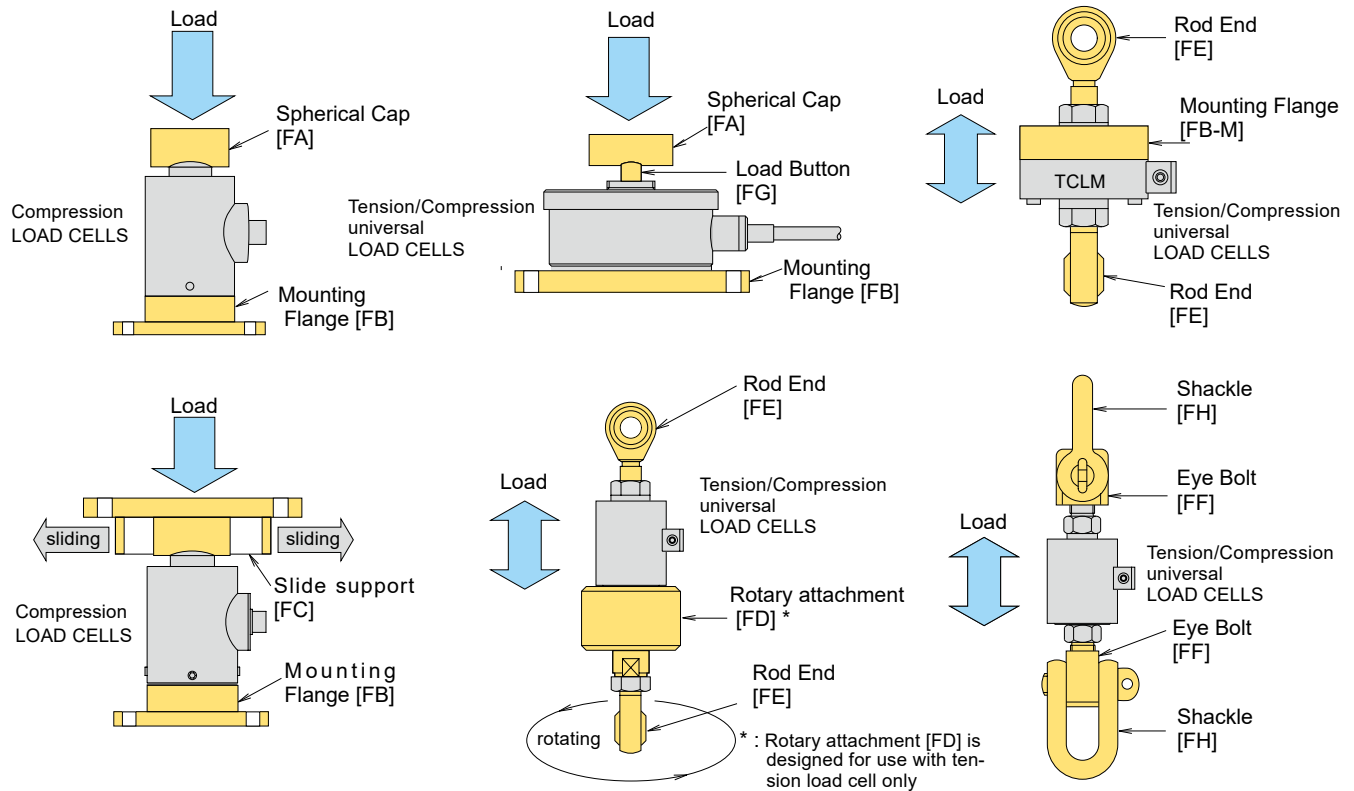 Load
Spherical Cap
[FA]
Compression
LOAD CELLS
Mounting
Flange [FB]
Load
Spherical Cap
[FA]
Load Button
[FG]
Tension/Compression
universal
LOAD CELLS
Mounting
Flange [FB]
Rod End
[FE]
Load
Mounting Flange
[FB-M]
TCLM
Tension/Compression
universal
LOAD CELLS
Rod End
[FE]
Load
sliding
sliding
Slide support
[FC]
Compression
LOAD CELLS
Mounting
Flange [FB]
Rod End
[FE]
Load
Tension/Compression
universal
LOAD CELLS
Rotary attachment
[FD] *
Rod End
[FE]
rotating
* : Rotary attachment [FD] is
designed for use with ten-
sion load cell only
Shackle
[FH]
Eye Bolt
[FF]
Load
Tension/Compression
universal
LOAD CELLS
Eye Bolt
[FF]
Shackle
[FH]